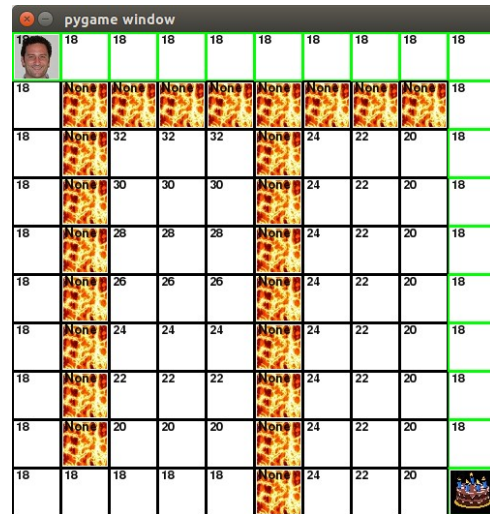 pygame window
18 18 18 18 18 18 18 18 18 18
18 None None None None None None None None 18
18 None 32 32 32 None 24 22 20 18
18 None 30 30 30 None 24 22 20 18
18 None 28 28 28 None 24 22 20 18
18 None 26 26 26 None 24 22 20 18
18 None 24 24 24 None 24 22 20 18
18 None 22 22 22 None 24 22 20 18
18 None 20 20 20 None 24 22 20 18
18 18 18 18 18 None 24 22 20